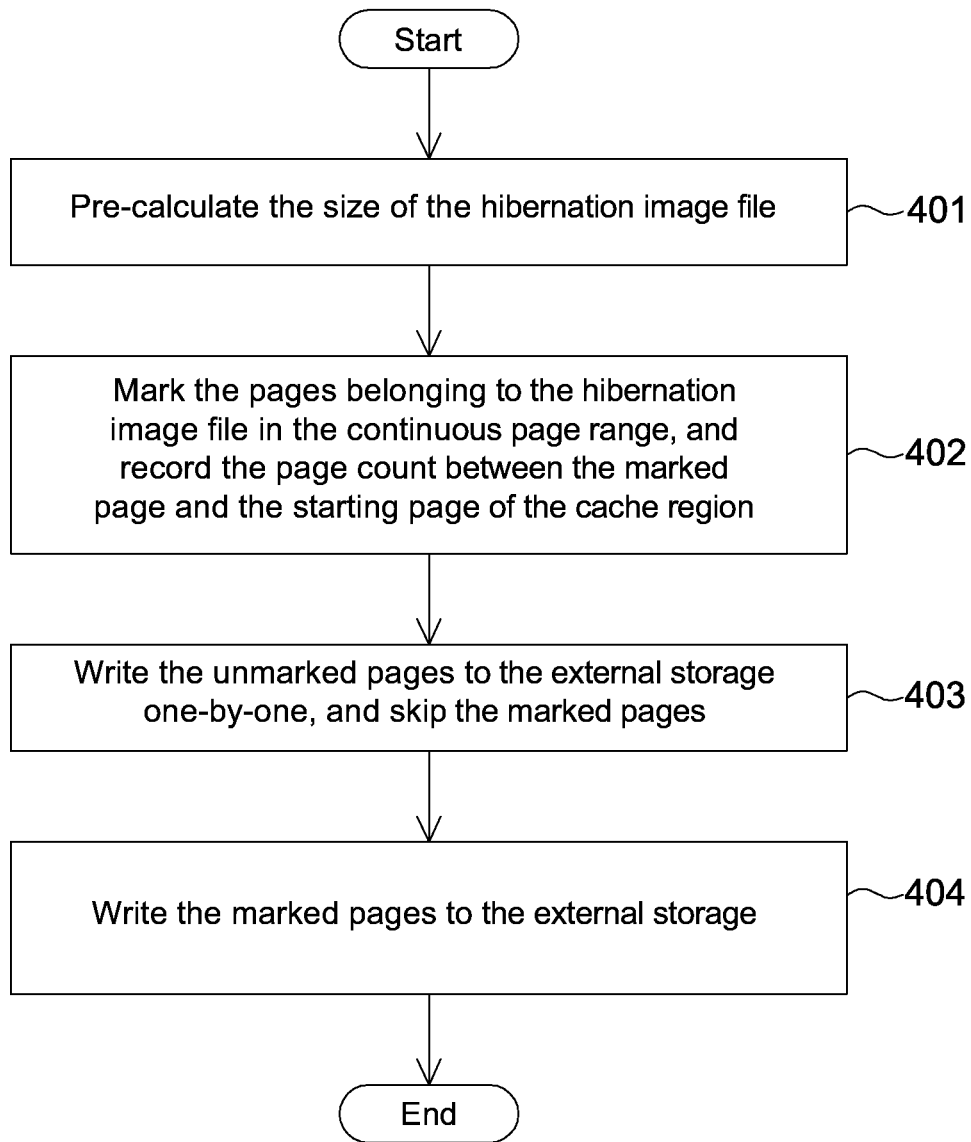 Start
Pre-calculate the size of the hibernation image file
401
Mark the pages belonging to the hibernation
image file in the continuous page range, and
record the page count between the marked
page and the starting page of the cache region
402
Write the unmarked pages to the external storage
one-by-one, and skip the marked pages
403
Write the marked pages to the external storage
404
End